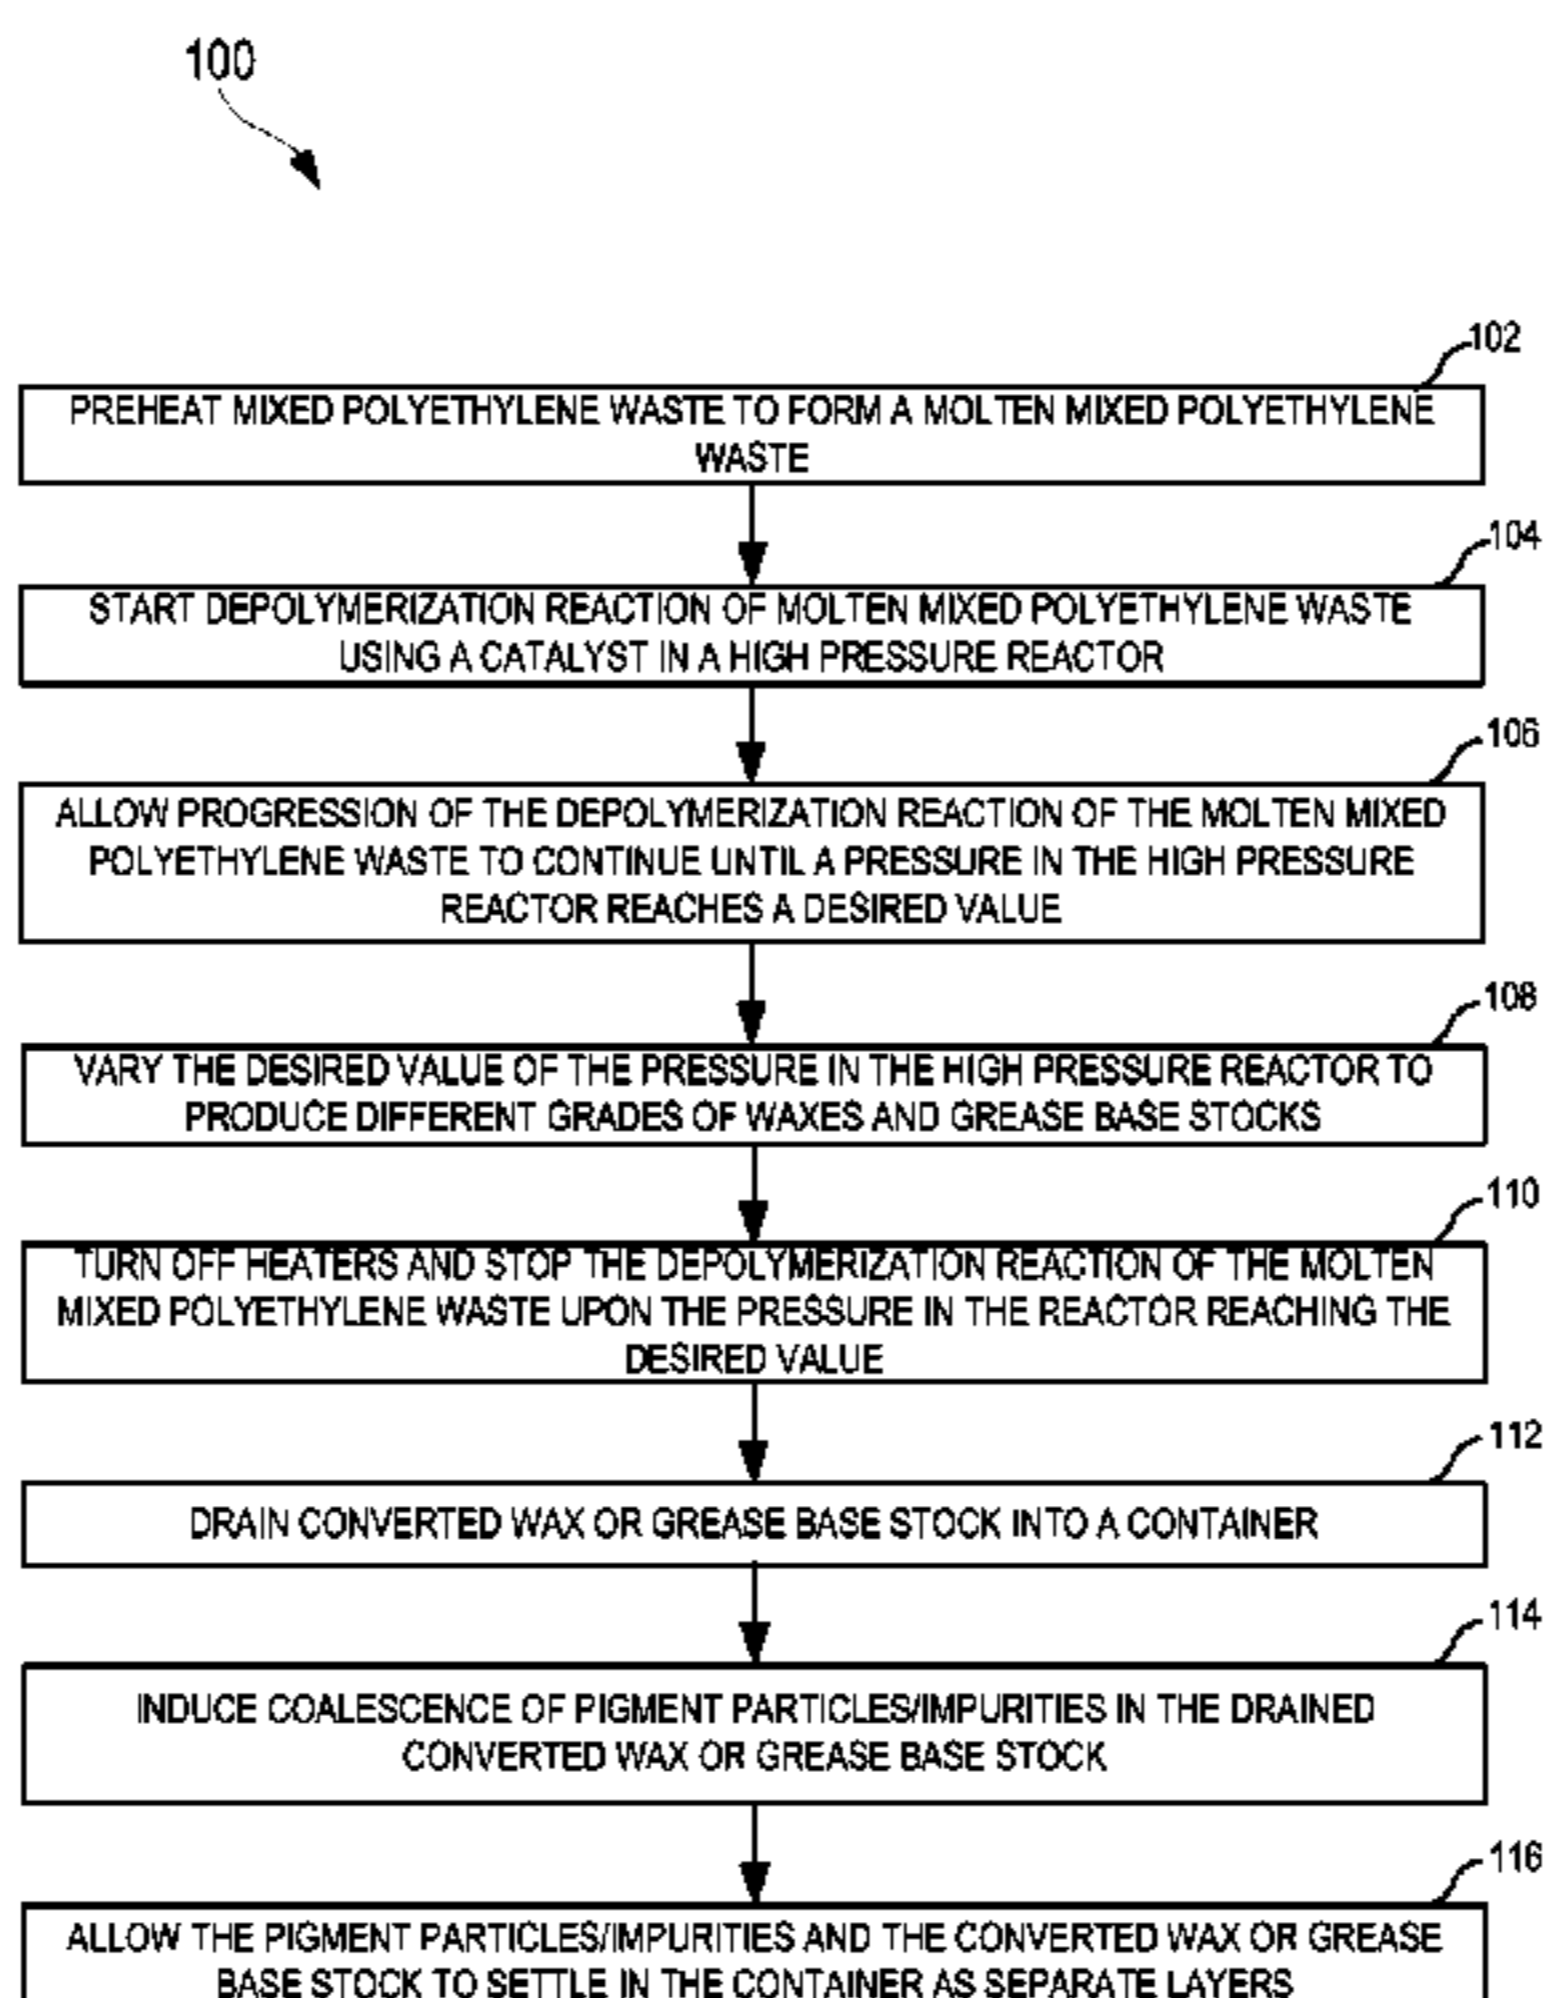 100
102
PREHEAT MIXED POLYETHYLENE WASTE TO FORM A MOLTEN MIXED POLYETHYLENE
WASTE
104
START DEPOLYMERIZATION REACTION OF MOLTEN MIXED POLYETHYLENE WASTE
USING A CATALYST IN A HIGH PRESSURE REACTOR
106
ALLOW PROGRESSION OF THE DEPOLYMERIZATION REACTION OF THE MOLTEN MIXED
POLYETHYLENE WASTE TO CONTINUE UNTIL A PRESSURE IN THE HIGH PRESSURE
REACTOR REACHES A DESIRED VALUE
108
VARY THE DESIRED VALUE OF THE PRESSURE IN THE HIGH PRESSURE REACTOR TO
PRODUCE DIFFERENT GRADES OF WAXES AND GREASE BASE STOCKS
110
TURN OFF HEATERS AND STOP THE DEPOLYMERIZATION REACTION OF THE MOLTEN
MIXED POLYETHYLENE WASTE UPON THE PRESSURE IN THE REACTOR REACHING THE
DESIRED VALUE
112
DRAIN CONVERTED WAX OR GREASE BASE STOCK INTO A CONTAINER
114
INDUCE COALESCENCE OF PIGMENT PARTICLES/IMPURITIES IN THE DRAINED
CONVERTED WAX OR GREASE BASE STOCK
116
ALLOW THE PIGMENT PARTICLES/IMPURITIES AND THE CONVERTED WAX OR GREASE
BASE STOCK TO SETTLE IN THE CONTAINER AS SEPARATE LAYERS